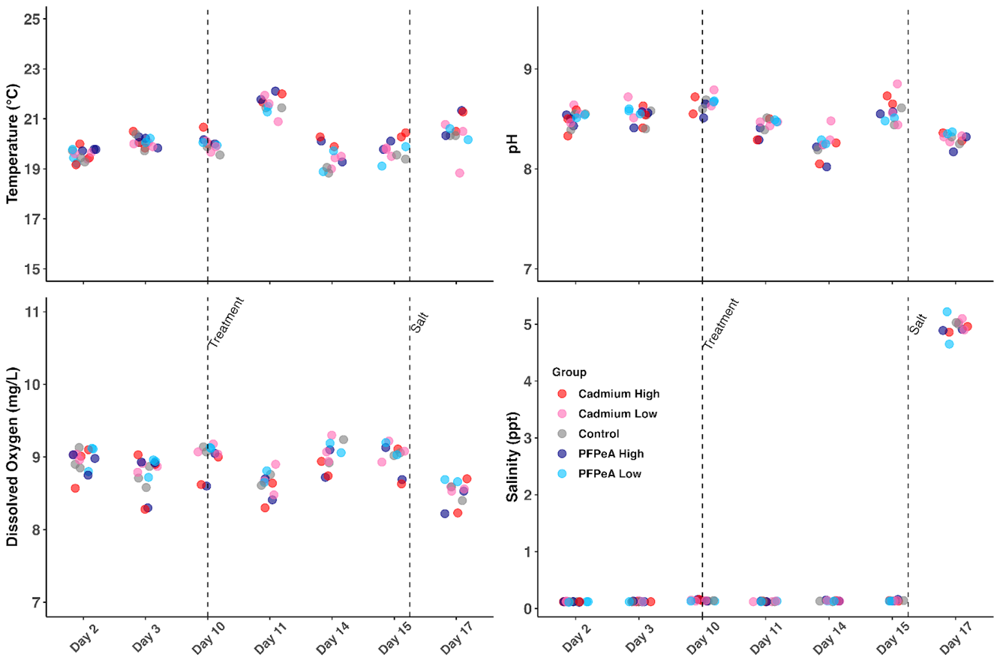 25
23
21
19
17
15
Temperature (°C)
9
8
7
pH
11
10
9
8
7
Dissolved Oxygen (mg/L)
Treatment
Salt
Day 2
Day 3
Day 10
Day 11
Day 14
Day 15
Day 17
5
4
3
2
1
0
Salinity (ppt)
Treatment
Salt
Group
Cadmium High
Cadmium Low
Control
PFPeA High
PFPeA Low
Day 2
Day 3
Day 10
Day 11
Day 14
Day 15
Day 17